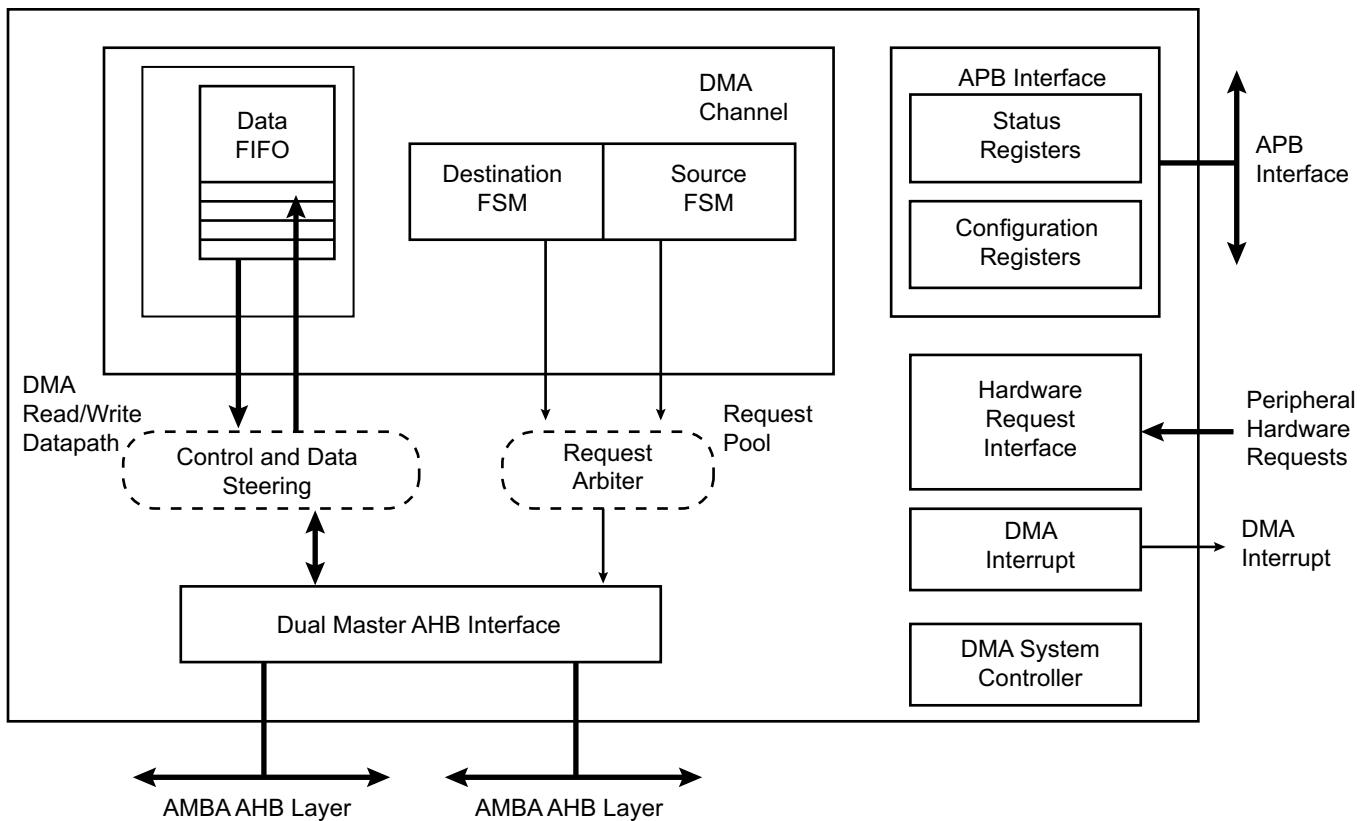 DMA
Channel
Data
FIFO
Destination
FSM
Source
FSM
APB Interface
Status
Registers
Configuration
Registers
APB
Interface
DMA
Read/Write
Datapath
Control and Data
Steering
Request
Arbiter
Request
Pool
Hardware
Request
Interface
Peripheral
Hardware
Requests
DMA
Interrupt
DMA
Interrupt
Dual Master AHB Interface
DMA System
Controller
AMBA AHB Layer
AMBA AHB Layer